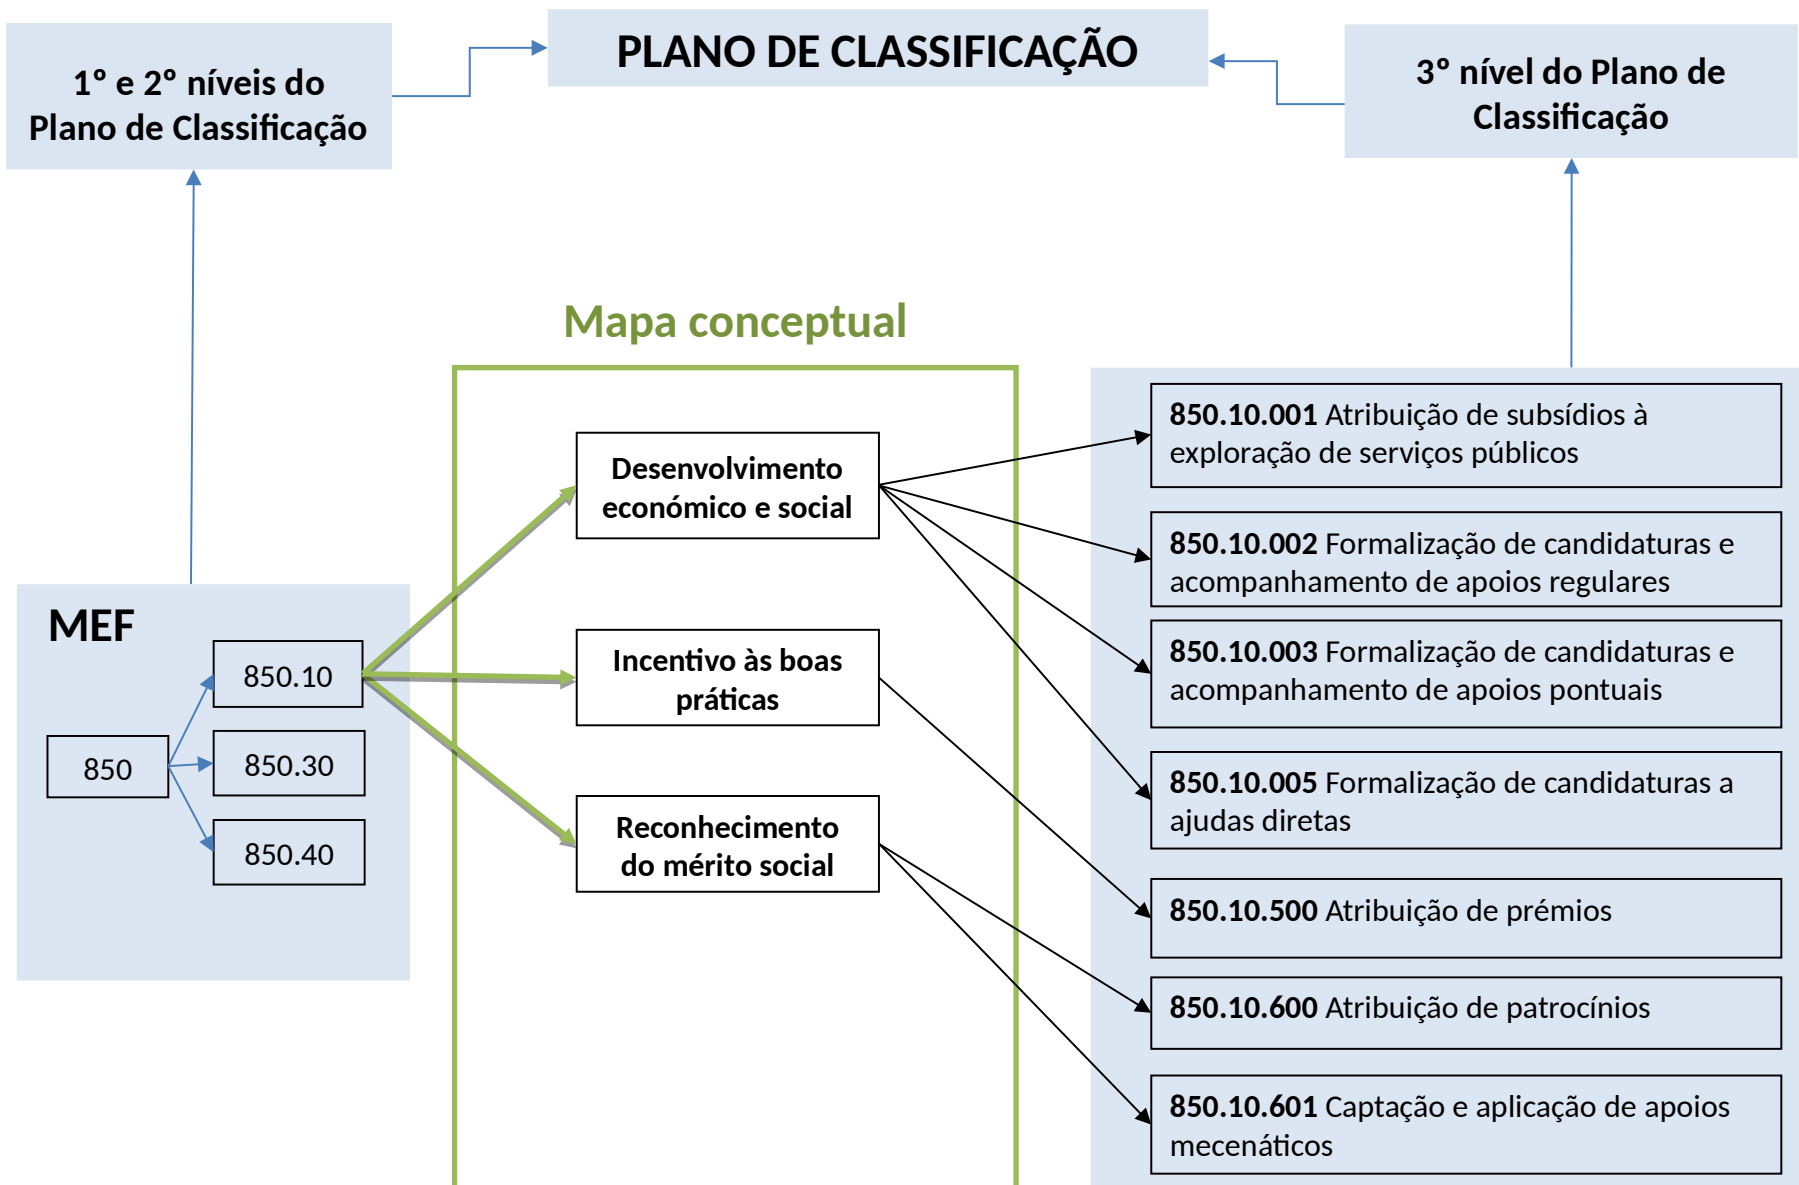 PLANO DE CLASSIFICAÇÃO
1º e 2º níveis do
Plano de Classificação
3º nível do Plano de
Classificação
Mapa conceptual
MEF
850
850.10
850.30
850.40
Desenvolvimento
económico e social
Incentivo às boas
práticas
Reconhecimento
do mérito social
850.10.001 Atribuição de subsídios à
exploração de serviços públicos
850.10.002 Formalização de candidaturas e
acompanhamento de apoios regulares
850.10.003 Formalização de candidaturas e
acompanhamento de apoios pontuais
850.10.005 Formalização de candidaturas a
ajudas diretas
850.10.500 Atribuição de prémios
850.10.600 Atribuição de patrocínios
850.10.601 Captação e aplicação de apoios
mecenáticos